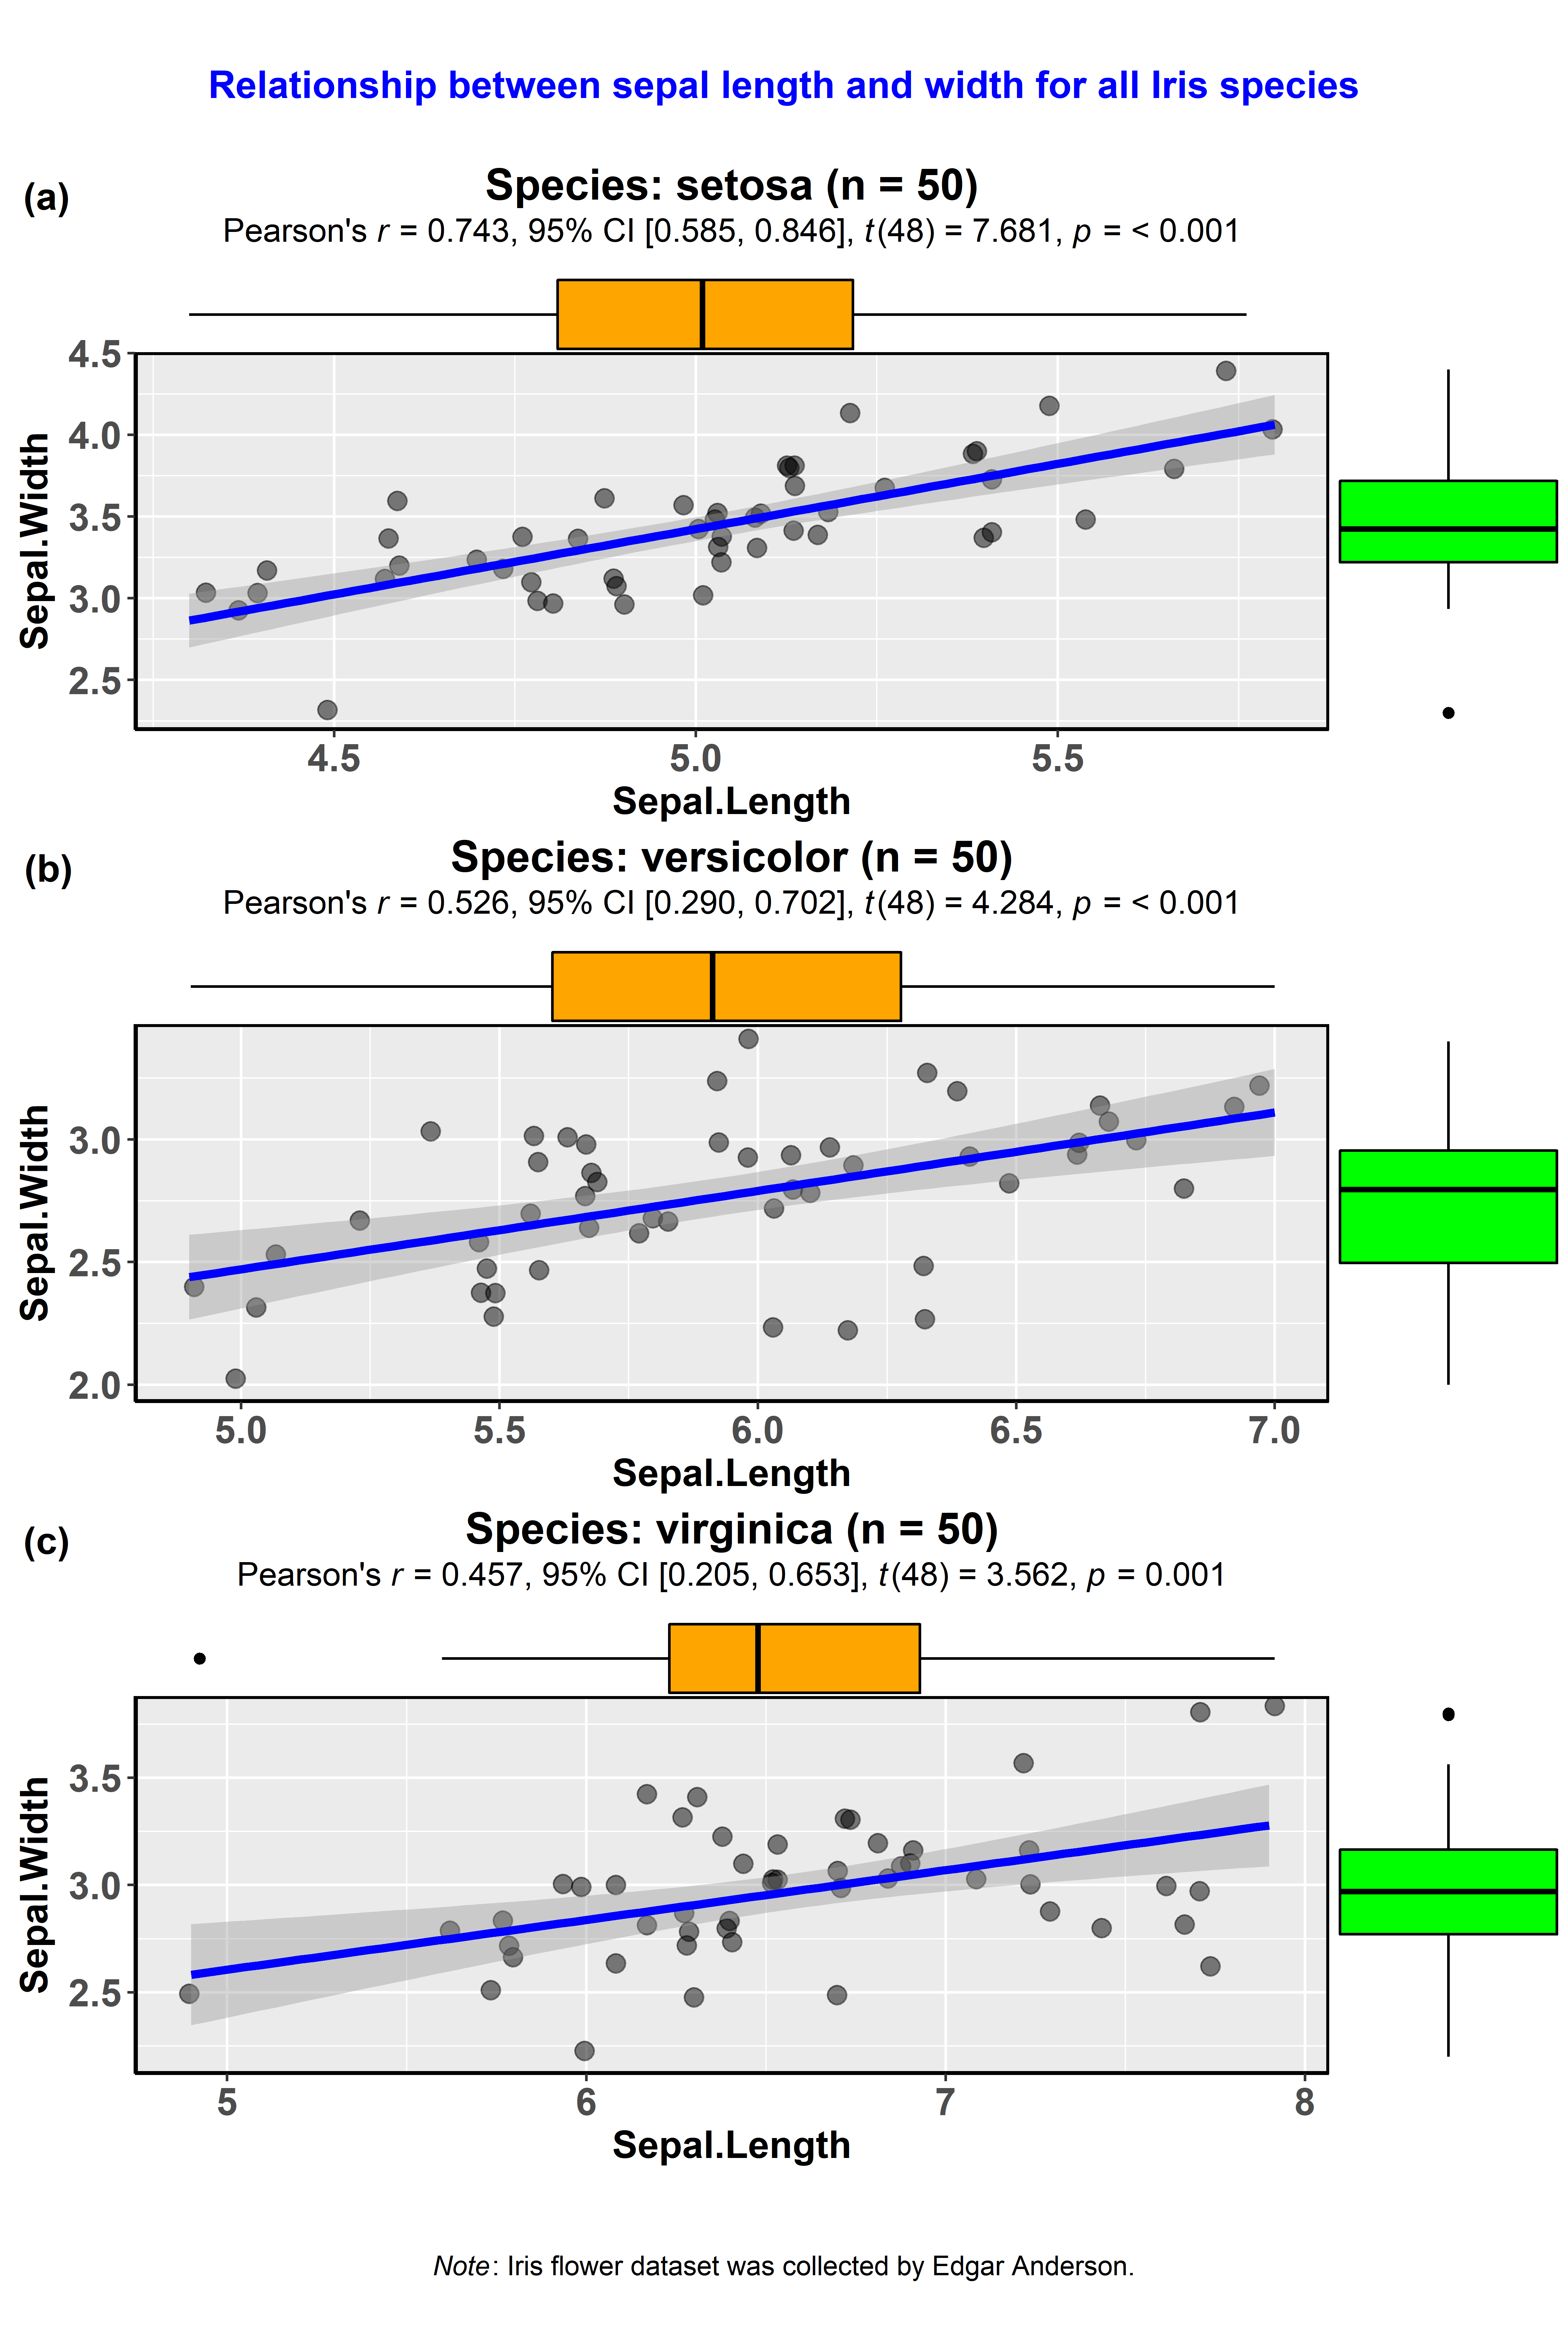 Relationship between sepal length and width for all Iris species
(a)
Species: setosa (n = 50)
Pearson's r = 0.743, 95% CI [0.585, 0.846], t(48) = 7.681, p = < 0.001
4.5
4.0
3.5
3.0
2.5
Sepal.Width
4.5 5.0 5.5
Sepal.Length
(b)
Species: versicolor (n = 50)
Pearson's r = 0.526, 95% CI [0.290, 0.702], t(48) = 4.284, p = < 0.001
3.0
2.5
2.0
Sepal.Width
5.0 5.5 6.0 6.5 7.0
Sepal.Length
(c)
Species: virginica (n = 50)
Pearson's r = 0.457, 95% CI [0.205, 0.653], t(48) = 3.562, p = 0.001
3.5
3.0
2.5
Sepal.Width
5 6 7 8
Sepal.Length
Note: Iris flower dataset was collected by Edgar Anderson.